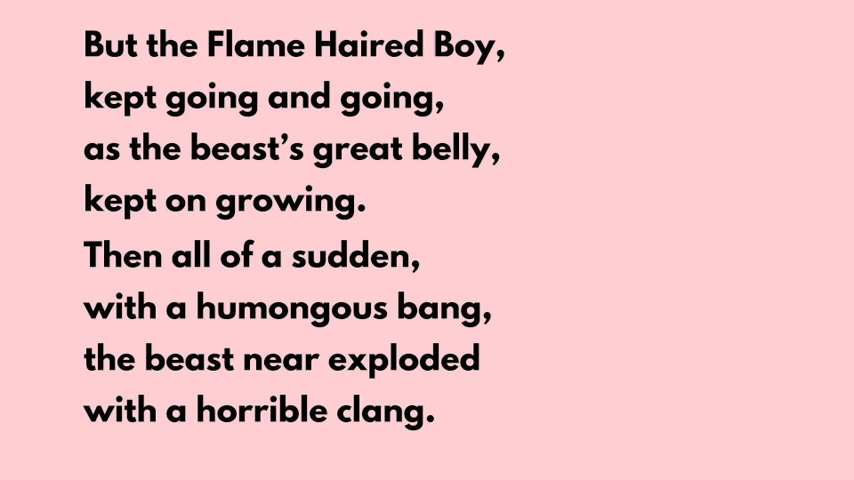 But the Flame Haired Boy,
kept going and going,
as the beast’s great belly,
kept on growing.
Then all of a sudden,
with a humongous bang,
the beast near exploded
with a horrible clang.